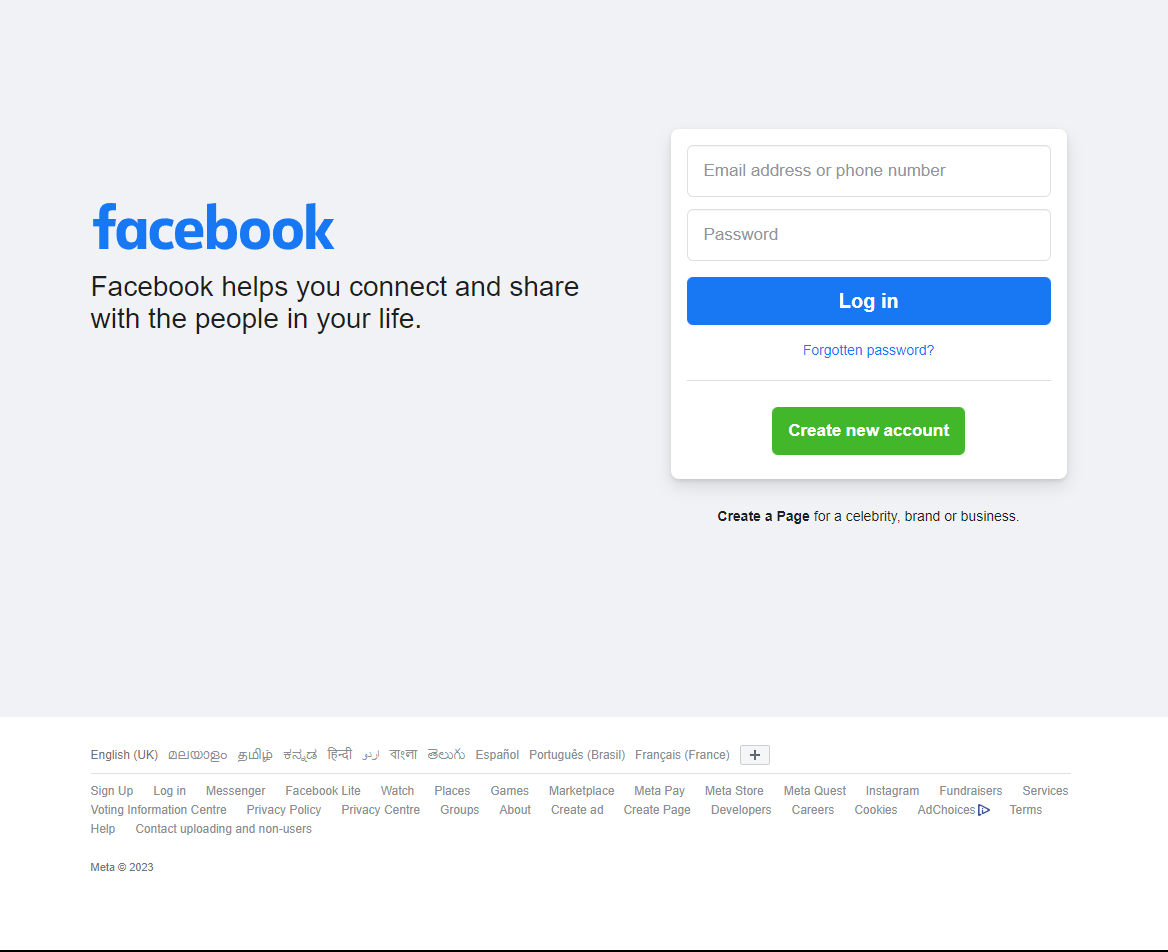 facebook
Facebook helps you connect and share
with the people in your life.
Email address or phone number
Password
Log in
Forgotten password?
Create new account
Create a Page for a celebrity, brand or business.
English (UK) മലയാളം தமிழ் ಕನ್ನಡ हिन्दी اردو বাংলা తెలుగు Español Português (Brasil) Français (France) +
Sign Up Log in Messenger Facebook Lite Watch Places Games Marketplace Meta Pay Meta Store Meta Quest Instagram Fundraisers Services
Voting Information Centre Privacy Policy Privacy Centre Groups About Create ad Create Page Developers Careers Cookies AdChoices Terms
Help Contact uploading and non-users
Meta © 2023